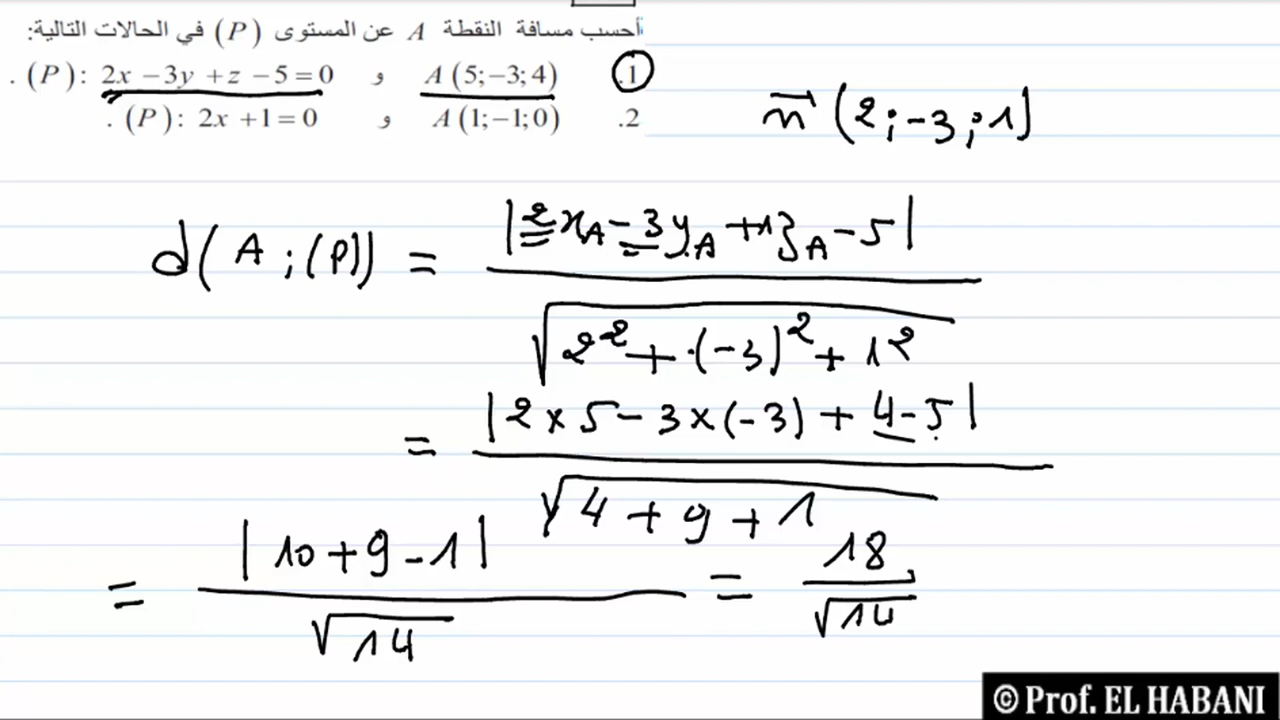 أحسب مسافة النقطة A عن المستوى (P) في الحالات التالية:
.1 A(5;−3;4) و (P): 2x−3y+z−5=0 .
.2 A(1;−1;0) و (P): 2x+1=0 .
n⃗ (2;-3;1)
d(A;(P)) = |2x_A - 3y_A + 1z_A - 5| / √(2² + (-3)² + 1²)
= |2×5 - 3×(-3) + 4 - 5| / √(4 + 9 + 1)
= |10 + 9 - 1| / √14 = 18 / √14
© Prof. EL HABANI